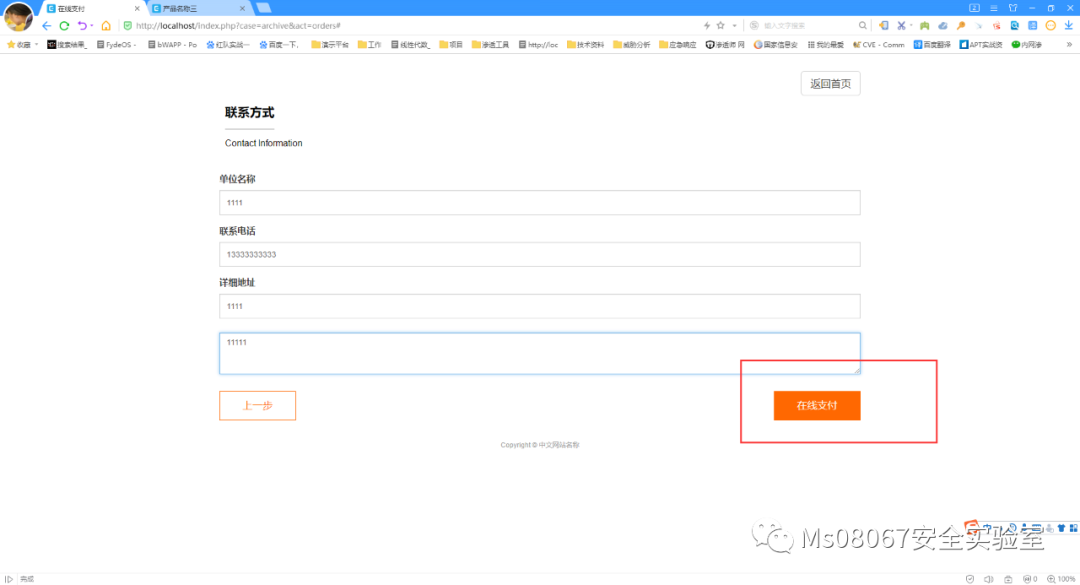 在线支付
产品名称三
http://localhost/index.php?case=archive&act=orders#
输入文字搜索
收藏
搜索结果_
FydeOS -
bWAPP - Po
红队实战一
百度一下,
演示平台
工作
线性代数_
项目
渗透工具
http://loc
技术资料
威胁分析
应急响应
渗透师 网
国家信息安
我的最爱
CVE - Comm
百度翻译
APT实战资
内网渗
»
返回首页
联系方式
Contact Information
单位名称
1111
联系电话
13333333333
详细地址
1111
11111
上一步
在线支付
Copyright © 中文网站名称
Ms08067安全实验室
完成
0
100%